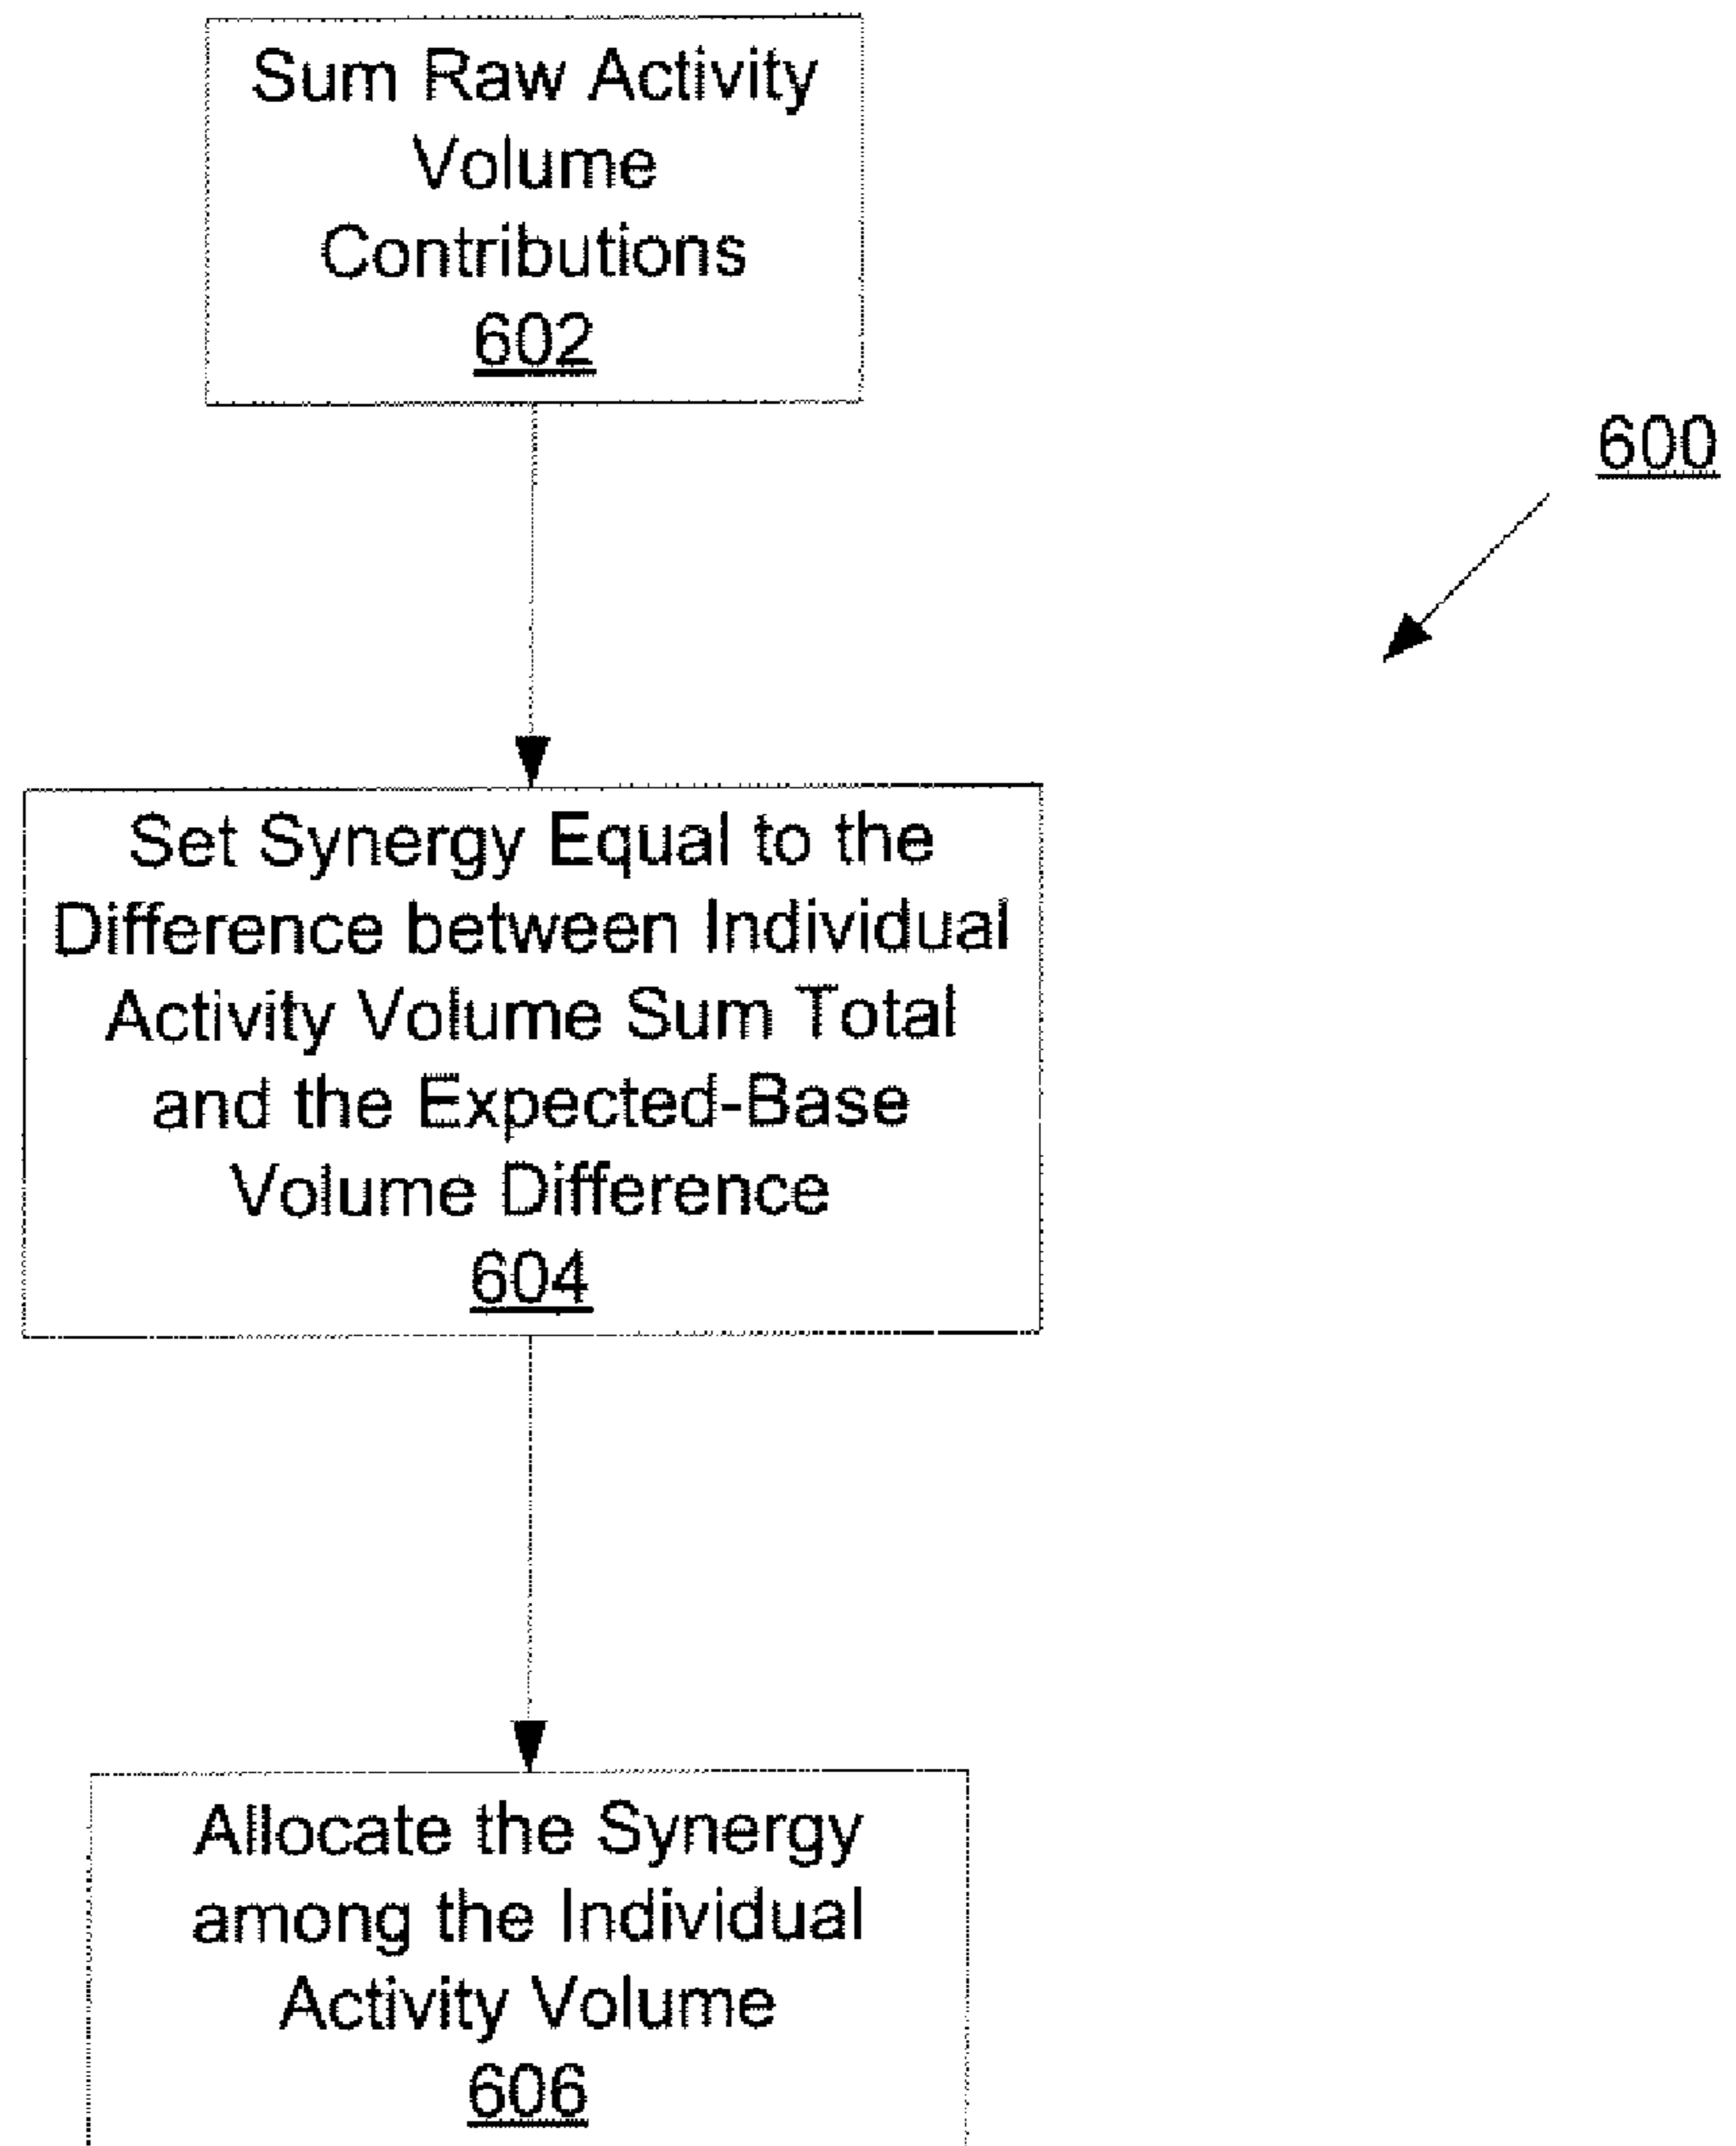 Sum Raw Activity
Volume
Contributions
602
600
Set Synergy Equal to the
Difference between Individual
Activity Volume Sum Total
and the Expected-Base
Volume Difference
604
Allocate the Synergy
among the Individual
Activity Volume
606